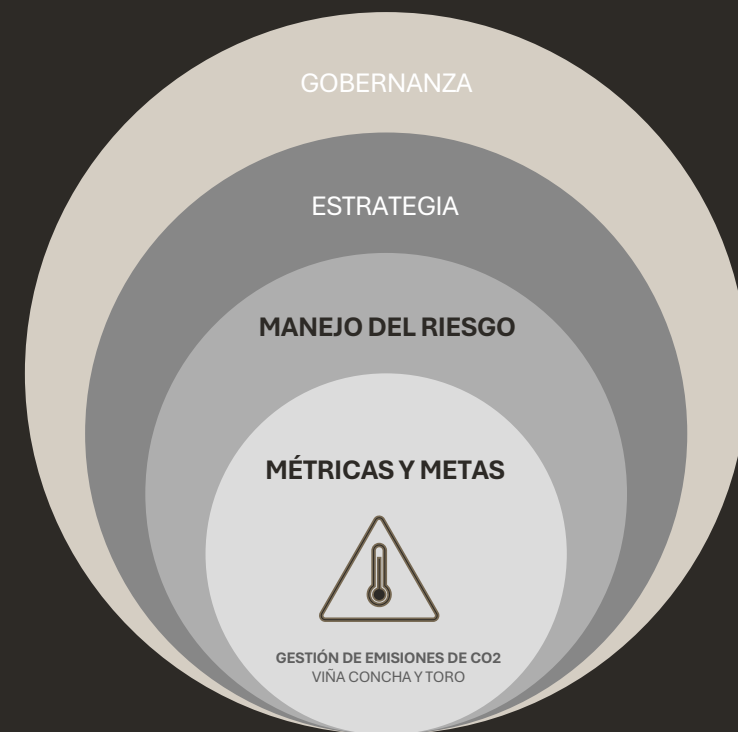 GOBERNANZA
ESTRATEGIA
MANEJO DEL RIESGO
MÉTRICAS Y METAS
GESTIÓN DE EMISIONES DE CO2
VIÑA CONCHA Y TORO